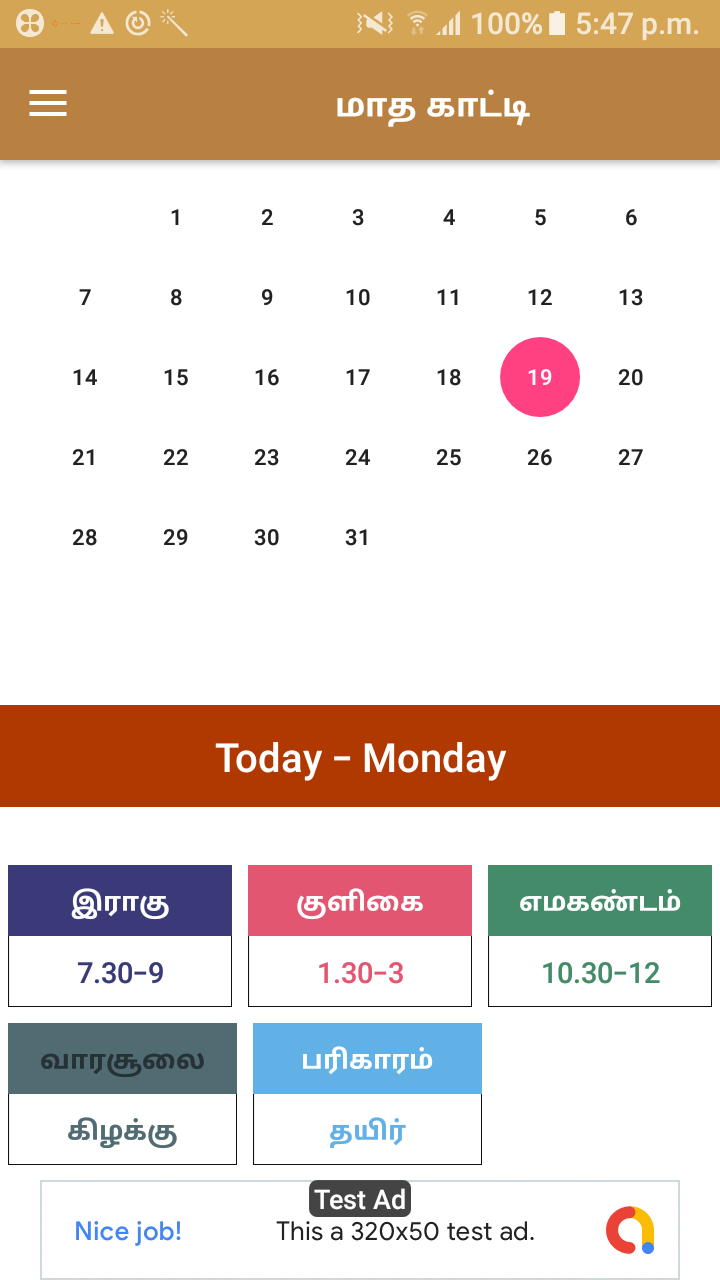 100% 5:47 p.m.
மாத காட்டி
1 2 3 4 5 6
7 8 9 10 11 12 13
14 15 16 17 18 19 20
21 22 23 24 25 26 27
28 29 30 31
Today - Monday
இராகு குளிகை எமகண்டம்
7.30-9 1.30-3 10.30-12
வாரசூலை பரிகாரம்
கிழக்கு தயிர்
Test Ad
Nice job! This a 320x50 test ad.